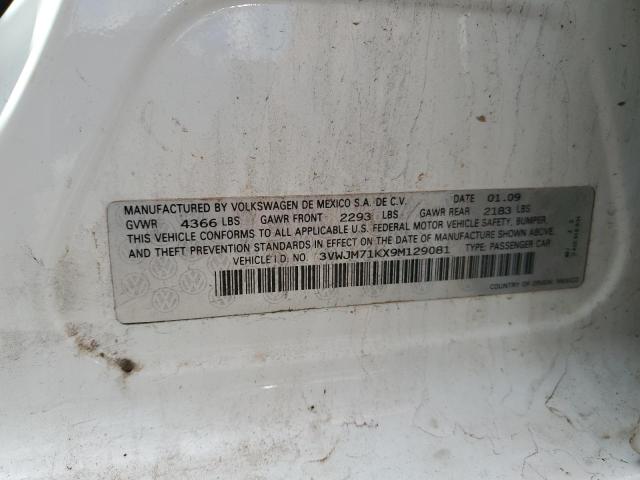 MANUFACTURED BY VOLKSWAGEN DE MEXICO S.A. DE C.V. DATE 01.09
GVWR 4366 LBS GAWR FRONT 2293 LBS GAWR REAR 2183 LBS
THIS VEHICLE CONFORMS TO ALL APPLICABLE U.S. FEDERAL MOTOR VEHICLE SAFETY, BUMPER,
AND THEFT PREVENTION STANDARDS IN EFFECT ON THE DATE OF MANUFACTURE SHOWN ABOVE.
VEHICLE I.D. NO. 3VWJM71KX9M129081 TYPE: PASSENGER CAR
COUNTRY OF ORIGIN: MEXICO